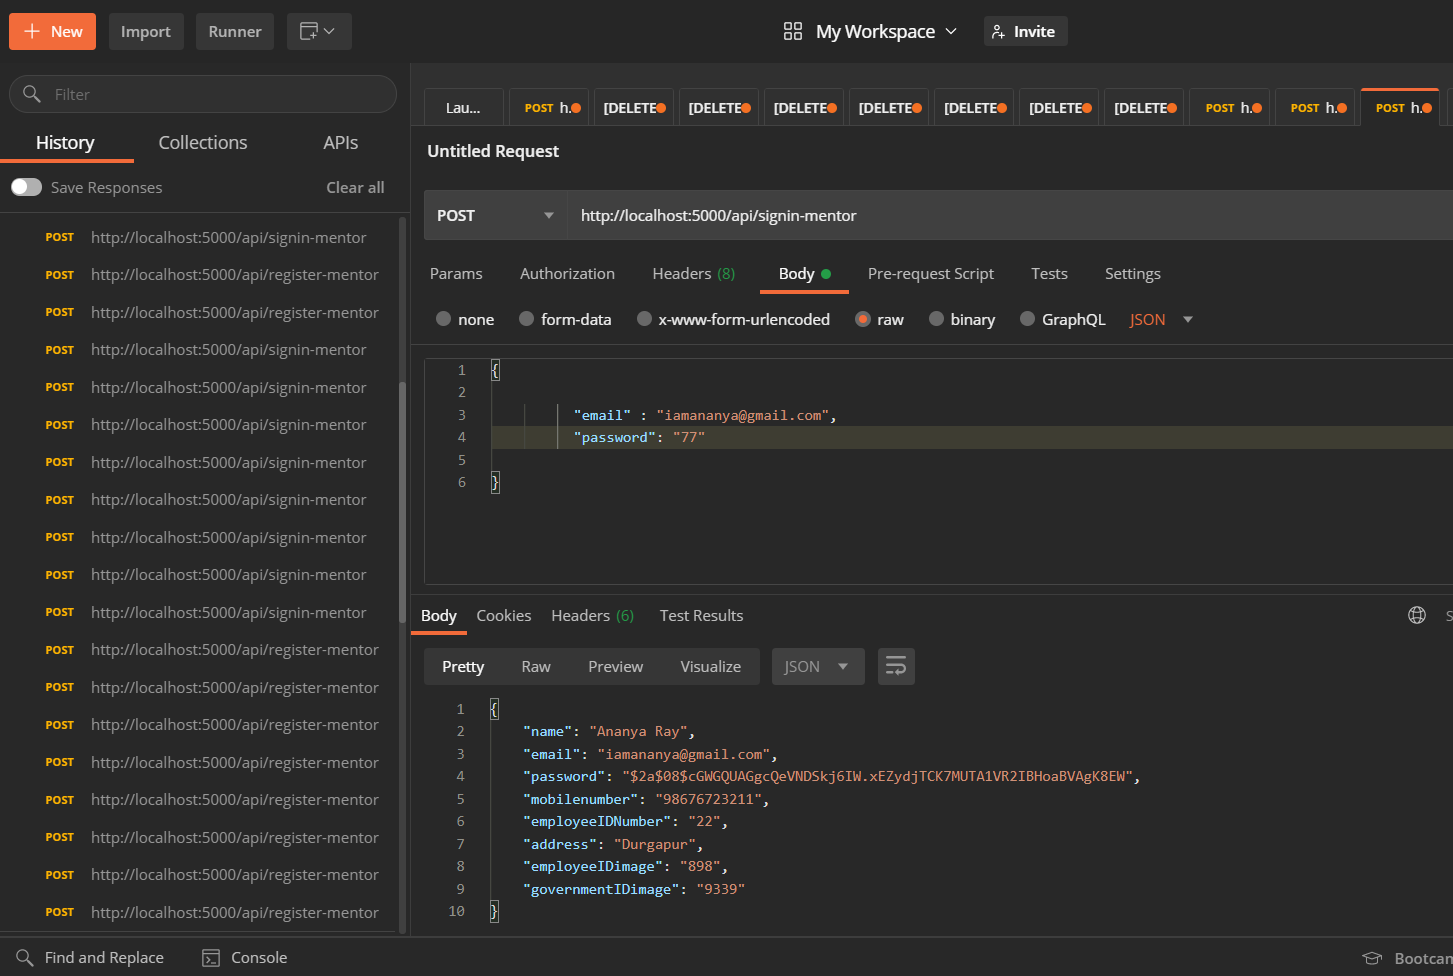 New Import Runner My Workspace Invite
Filter
Lau... POST h. [DELETE [DELETE [DELETE [DELETE [DELETE [DELETE [DELETE POST h. POST h. POST h.
History Collections APIs
Untitled Request
Save Responses Clear all
POST http://localhost:5000/api/signin-mentor
Params Authorization Headers (8) Body Pre-request Script Tests Settings
none form-data x-www-form-urlencoded raw binary GraphQL JSON
1 {
2
3 "email" : "iamananya@gmail.com",
4 "password": "77"
5
6 }
POST http://localhost:5000/api/signin-mentor
POST http://localhost:5000/api/register-mentor
POST http://localhost:5000/api/register-mentor
POST http://localhost:5000/api/signin-mentor
POST http://localhost:5000/api/signin-mentor
POST http://localhost:5000/api/signin-mentor
POST http://localhost:5000/api/signin-mentor
POST http://localhost:5000/api/signin-mentor
POST http://localhost:5000/api/signin-mentor
POST http://localhost:5000/api/signin-mentor
POST http://localhost:5000/api/signin-mentor
POST http://localhost:5000/api/register-mentor
POST http://localhost:5000/api/register-mentor
POST http://localhost:5000/api/register-mentor
POST http://localhost:5000/api/register-mentor
POST http://localhost:5000/api/register-mentor
POST http://localhost:5000/api/register-mentor
POST http://localhost:5000/api/register-mentor
POST http://localhost:5000/api/register-mentor
Body Cookies Headers (6) Test Results S
Pretty Raw Preview Visualize JSON
1 {
2 "name": "Ananya Ray",
3 "email": "iamananya@gmail.com",
4 "password": "$2a$08$cGWGQUAGgcQeVNDSkj6IW.xEZydjTCK7MUTA1VR2IBHoaBVAgK8EW",
5 "mobilenumber": "98676723211",
6 "employeeIDNumber": "22",
7 "address": "Durgapur",
8 "employeeIDimage": "898",
9 "governmentIDimage": "9339"
10 }
Find and Replace Console Bootcam